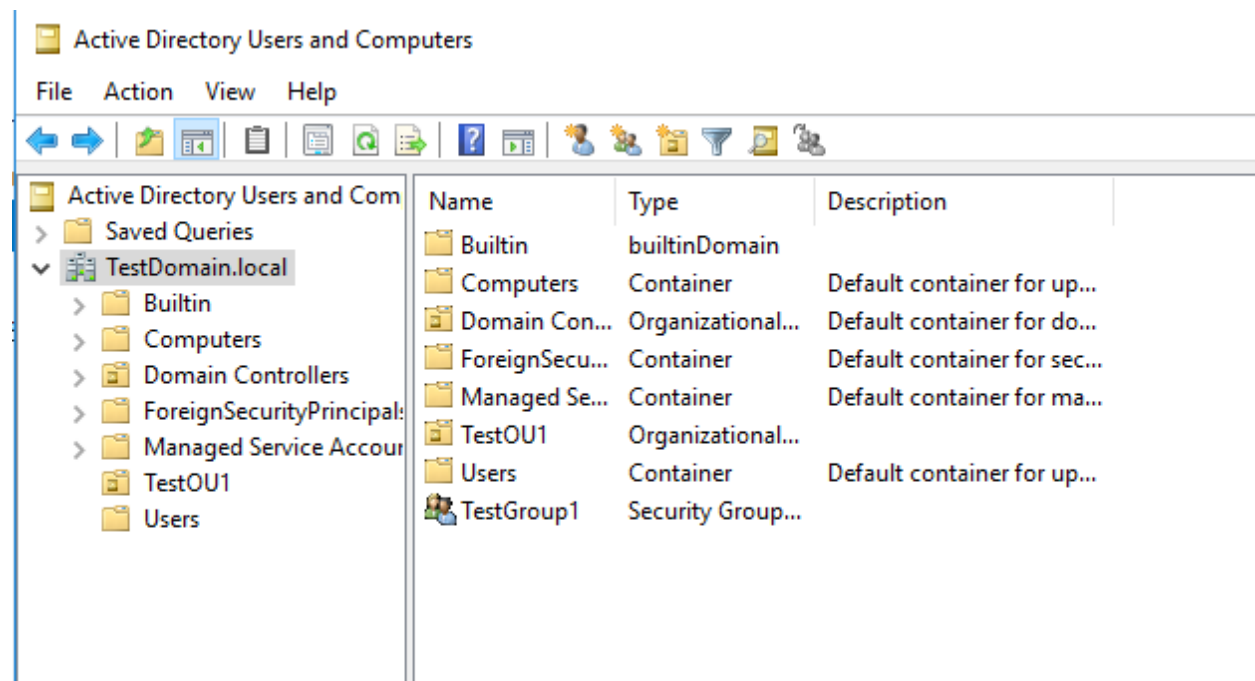 Active Directory Users and Computers
File Action View Help
Active Directory Users and Com
Saved Queries
TestDomain.local
Builtin
Computers
Domain Controllers
ForeignSecurityPrincipals
Managed Service Accour
TestOU1
Users
Name Type Description
Builtin builtinDomain
Computers Container Default container for up...
Domain Con... Organizational... Default container for do...
ForeignSecu... Container Default container for sec...
Managed Se... Container Default container for ma...
TestOU1 Organizational...
Users Container Default container for up...
TestGroup1 Security Group...